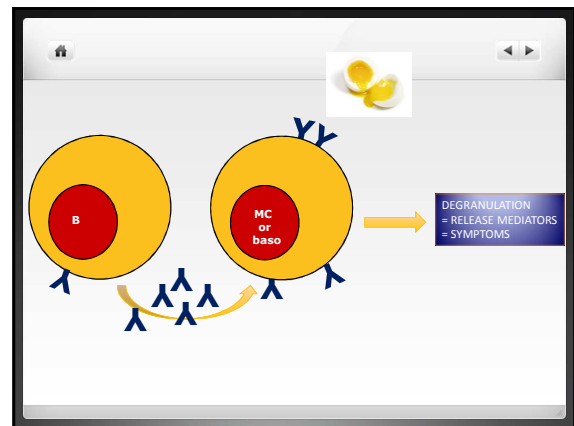 B
MC
or
baso
DEGRANULATION
= RELEASE MEDIATORS
= SYMPTOMS